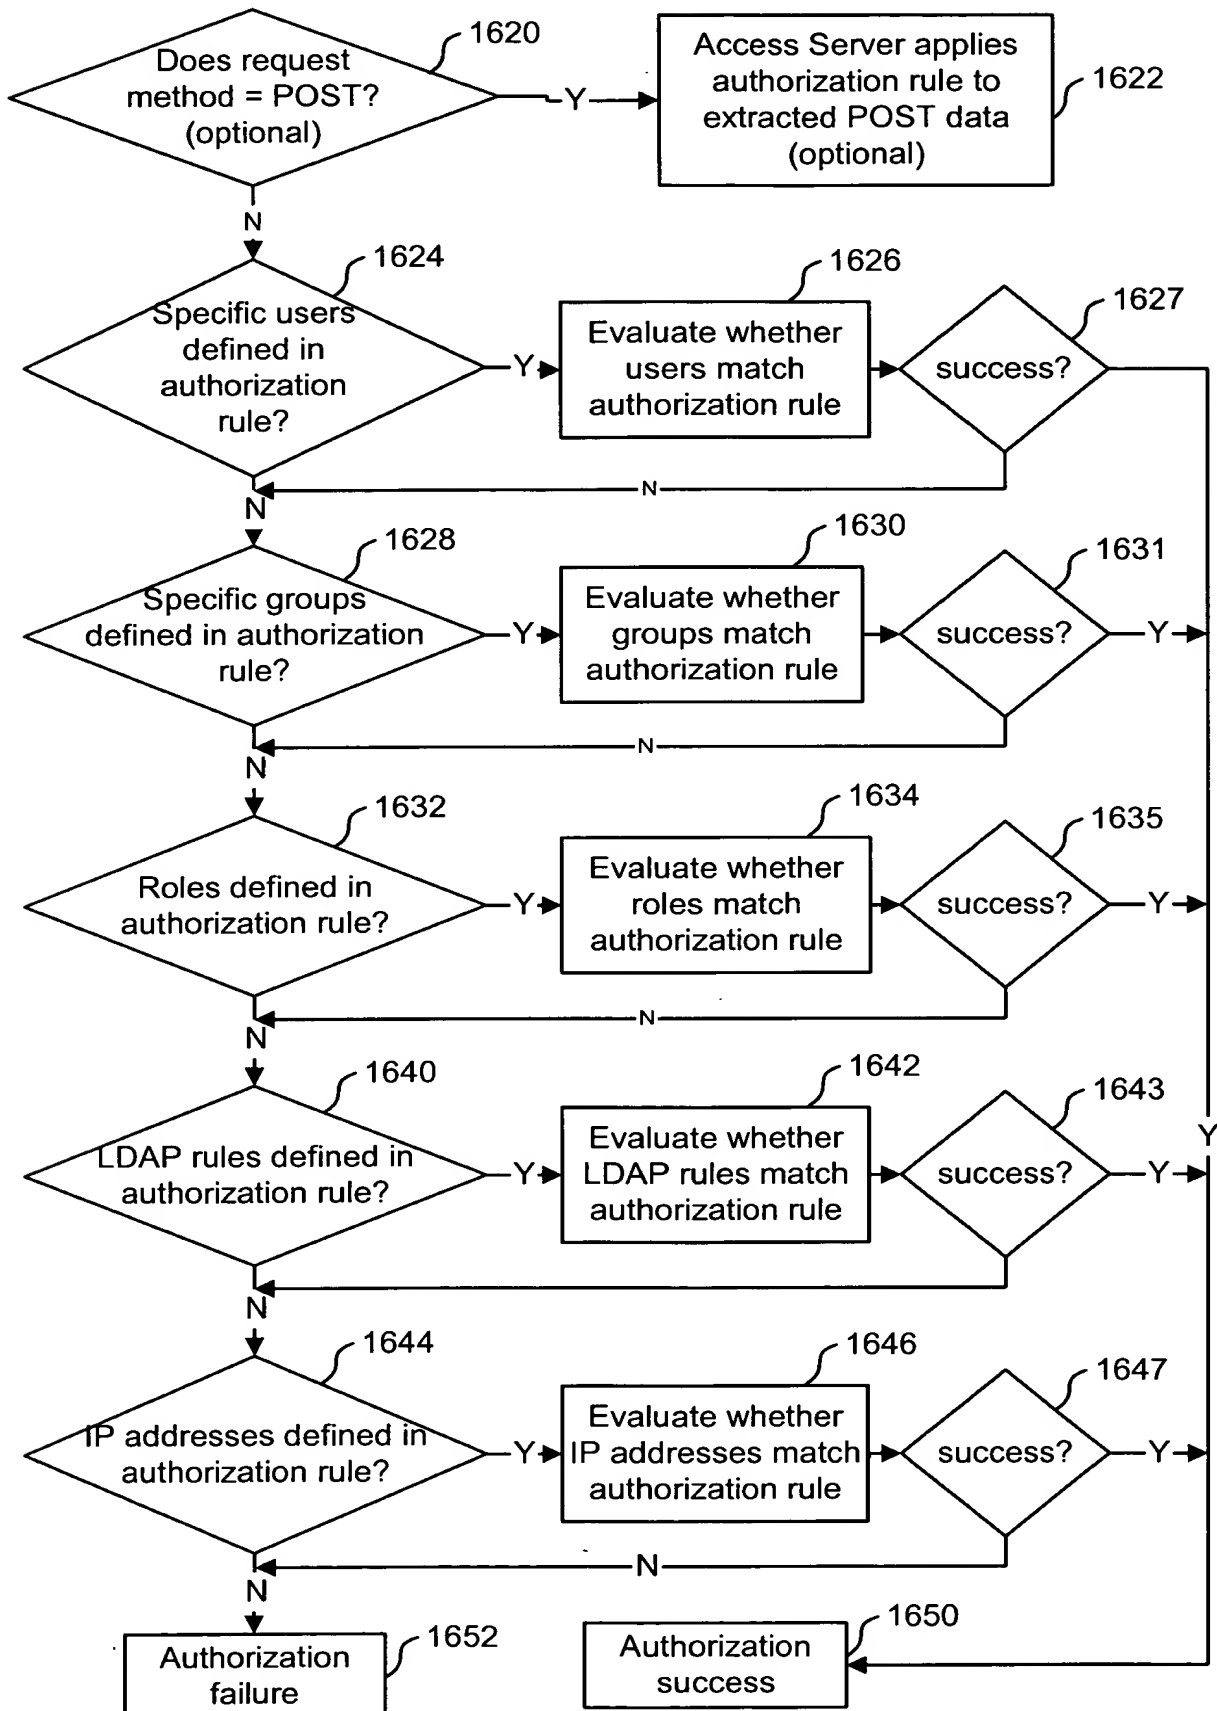 Does request
method = POST?
(optional)
1620
Y
Access Server applies
authorization rule to
extracted POST data
(optional)
1622
N
Specific users
defined in
authorization
rule?
1624
Y
Evaluate whether
users match
authorization rule
1626
success?
1627
N
N
Specific groups
defined in authorization
rule?
1628
Y
Evaluate whether
groups match
authorization rule
1630
success?
1631
Y
N
N
Roles defined in
authorization rule?
1632
Y
Evaluate whether
roles match
authorization rule
1634
success?
1635
Y
N
N
LDAP rules defined in
authorization rule?
1640
Y
Evaluate whether
LDAP rules match
authorization rule
1642
success?
1643
Y
Y
N
IP addresses defined in
authorization rule?
1644
Y
Evaluate whether
IP addresses match
authorization rule
1646
success?
1647
Y
N
N
Authorization
failure
1652
Authorization
success
1650